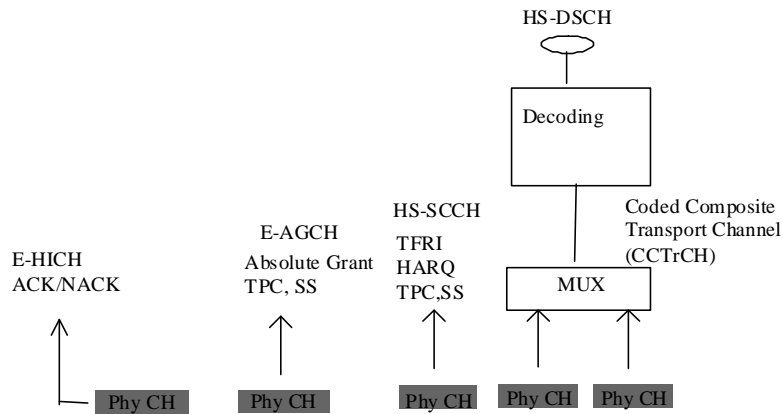 HS-DSCH
Decoding
Coded Composite
Transport Channel
(CCTrCH)
HS-SCCH
TFRI
HARQ
TPC,SS
E-AGCH
Absolute Grant
TPC, SS
E-HICH
ACK/NACK
MUX
Phy CH
Phy CH
Phy CH
Phy CH
Phy CH